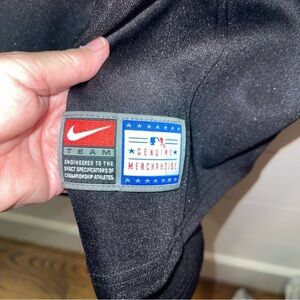 TEAM
ENGINEERED TO THE
EXACT SPECIFICATIONS OF
CHAMPIONSHIP ATHLETES.
GENUINE
MERCHANDISE